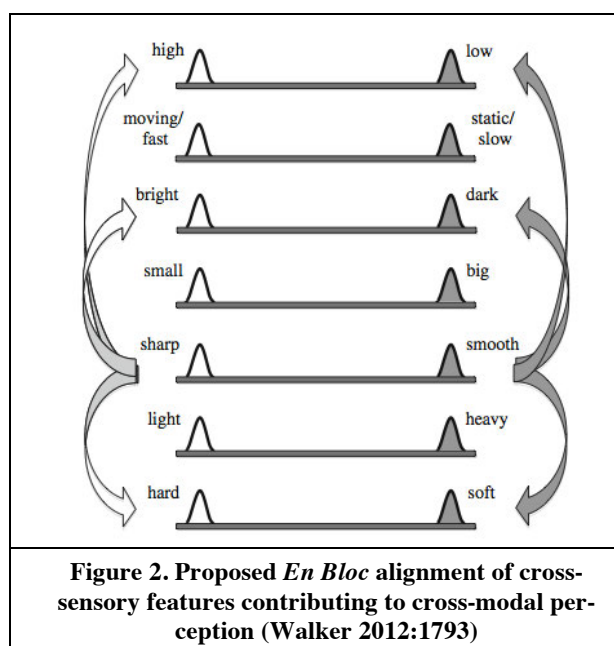 high low
moving/ static/
fast slow
bright dark
small big
sharp smooth
light heavy
hard soft
Figure 2. Proposed En Bloc alignment of cross-
sensory features contributing to cross-modal per-
ception (Walker 2012:1793)